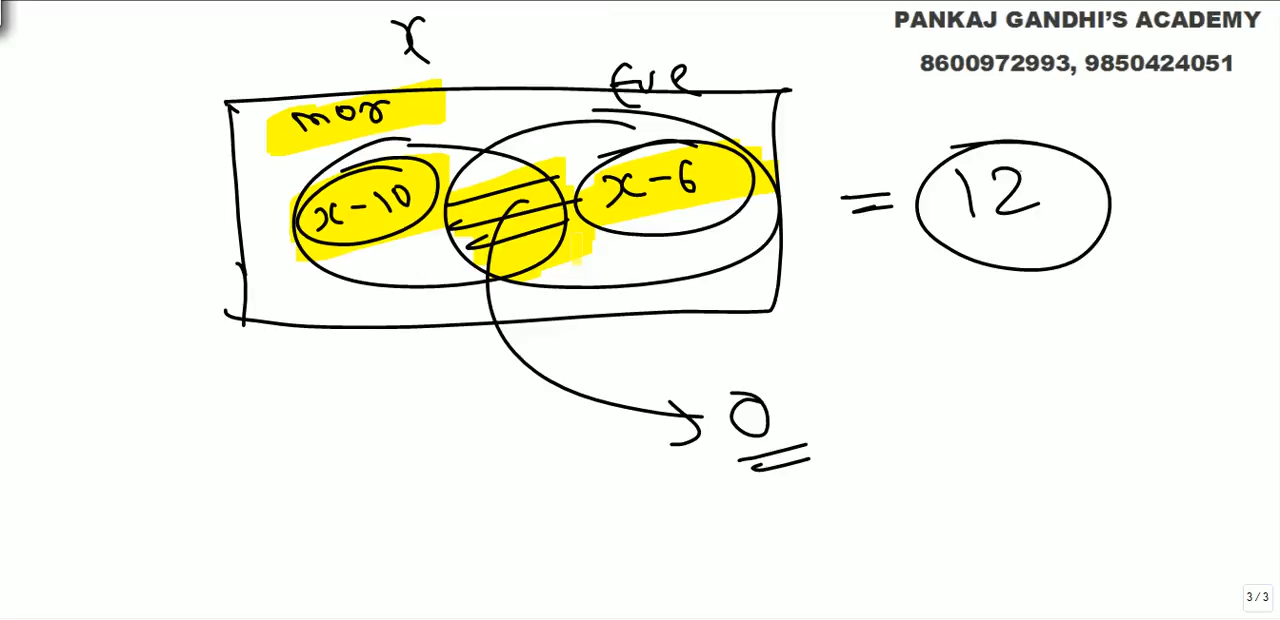 PANKAJ GANDHI'S ACADEMY
8600972993, 9850424051
x
mor
Eve
x-10
x-6
= 12
0
3 / 3